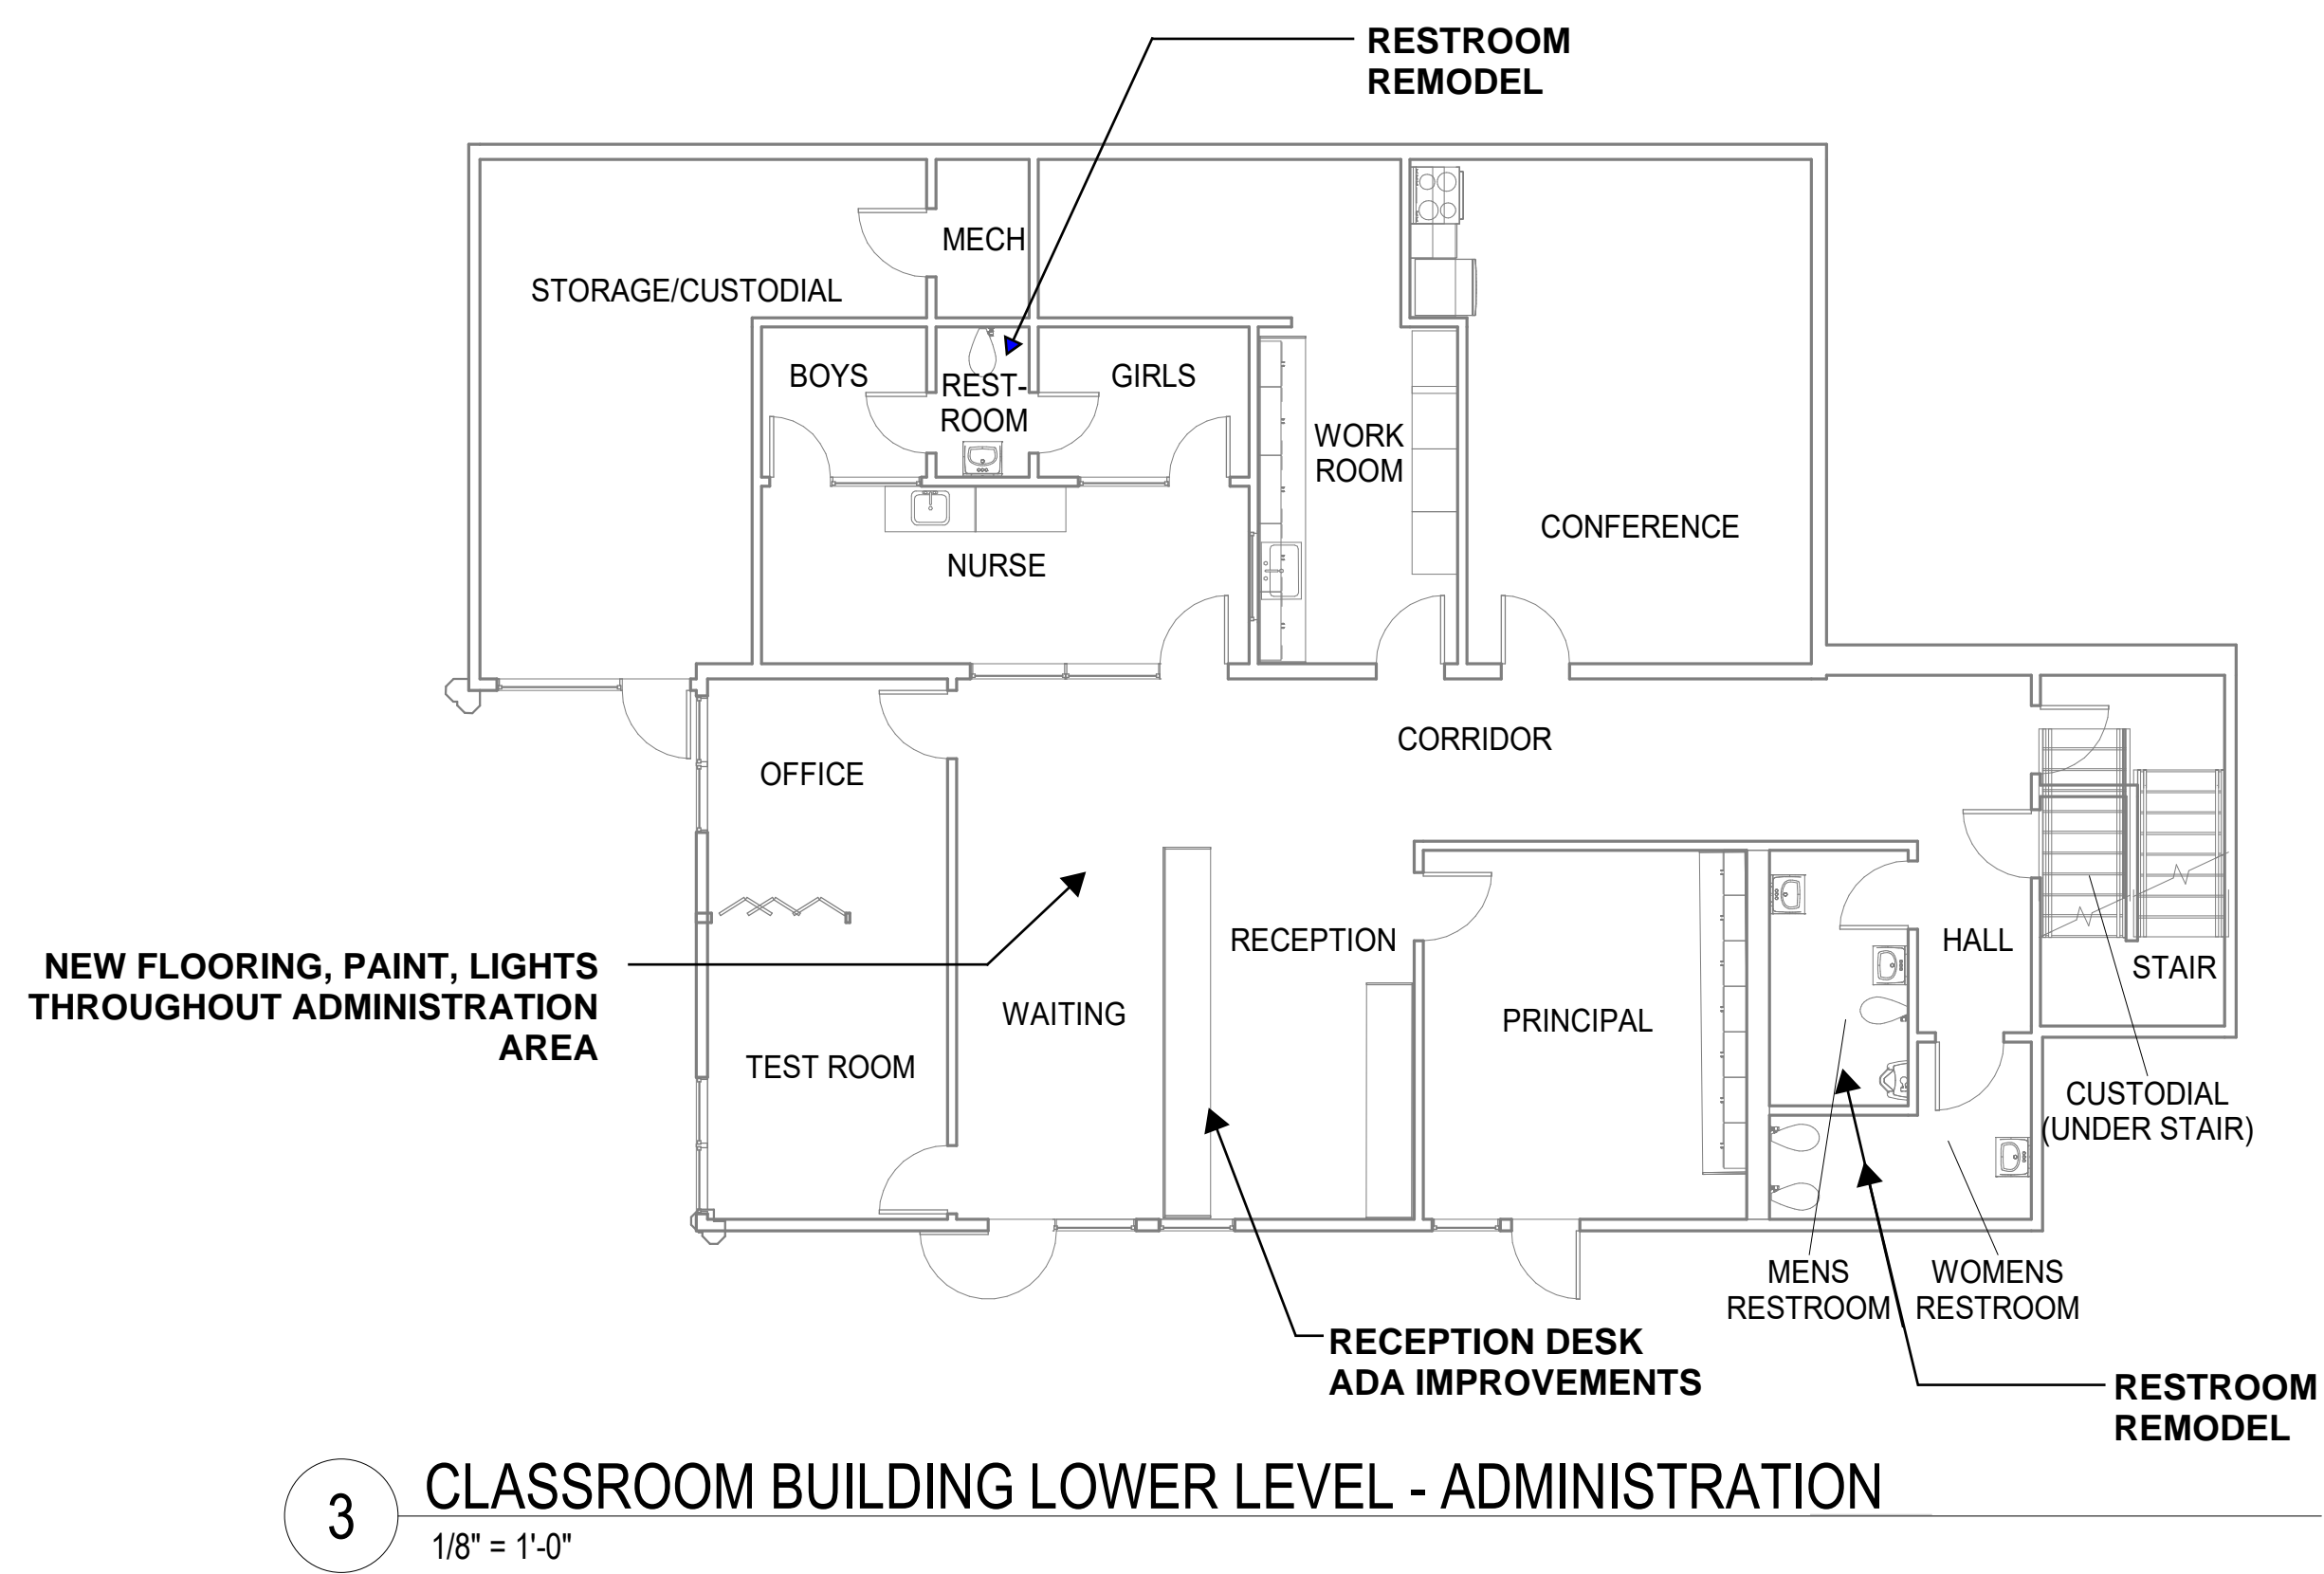 RESTROOM
REMODEL
MECH
STORAGE/CUSTODIAL
BOYS
REST-
ROOM
GIRLS
WORK
ROOM
CONFERENCE
NURSE
CORRIDOR
OFFICE
RECEPTION
HALL
STAIR
NEW FLOORING, PAINT, LIGHTS
THROUGHOUT ADMINISTRATION
AREA
WAITING
PRINCIPAL
TEST ROOM
CUSTODIAL
(UNDER STAIR)
MENS
RESTROOM
WOMENS
RESTROOM
RECEPTION DESK
ADA IMPROVEMENTS
RESTROOM
REMODEL
3
CLASSROOM BUILDING LOWER LEVEL - ADMINISTRATION
1/8" = 1'-0"